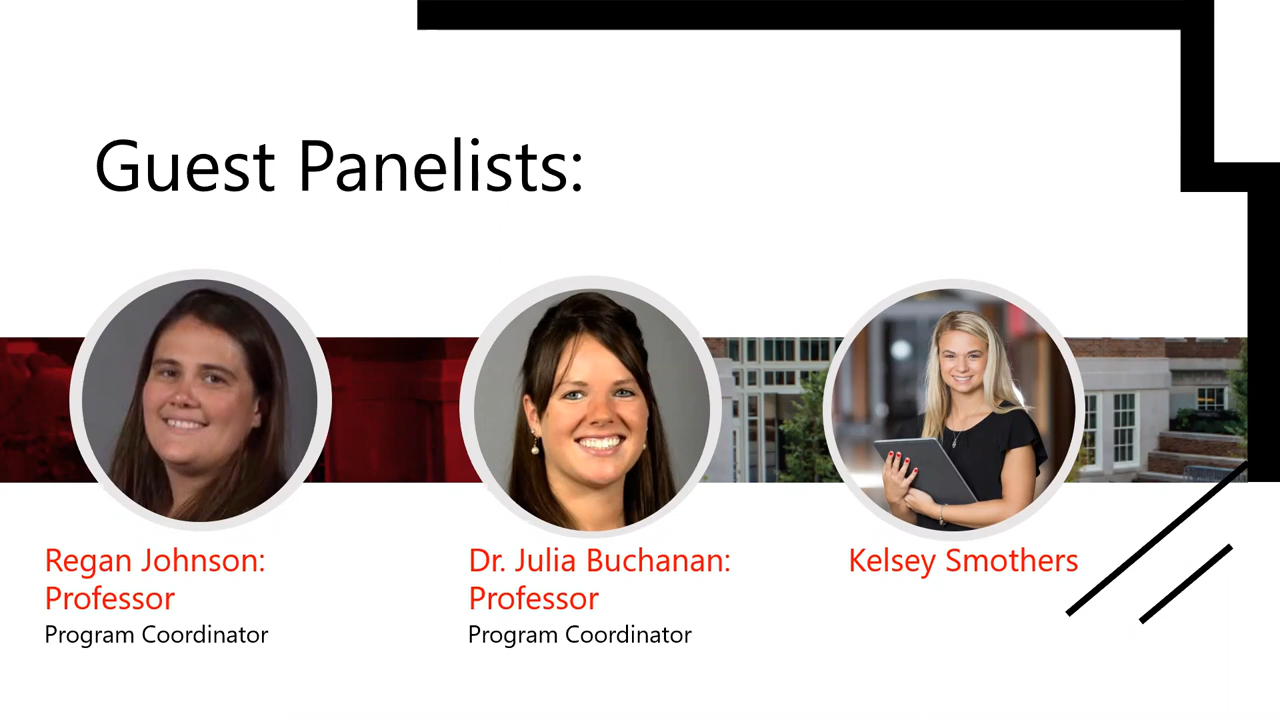 Guest Panelists:
Regan Johnson:
Professor
Program Coordinator
Dr. Julia Buchanan:
Professor
Program Coordinator
Kelsey Smothers